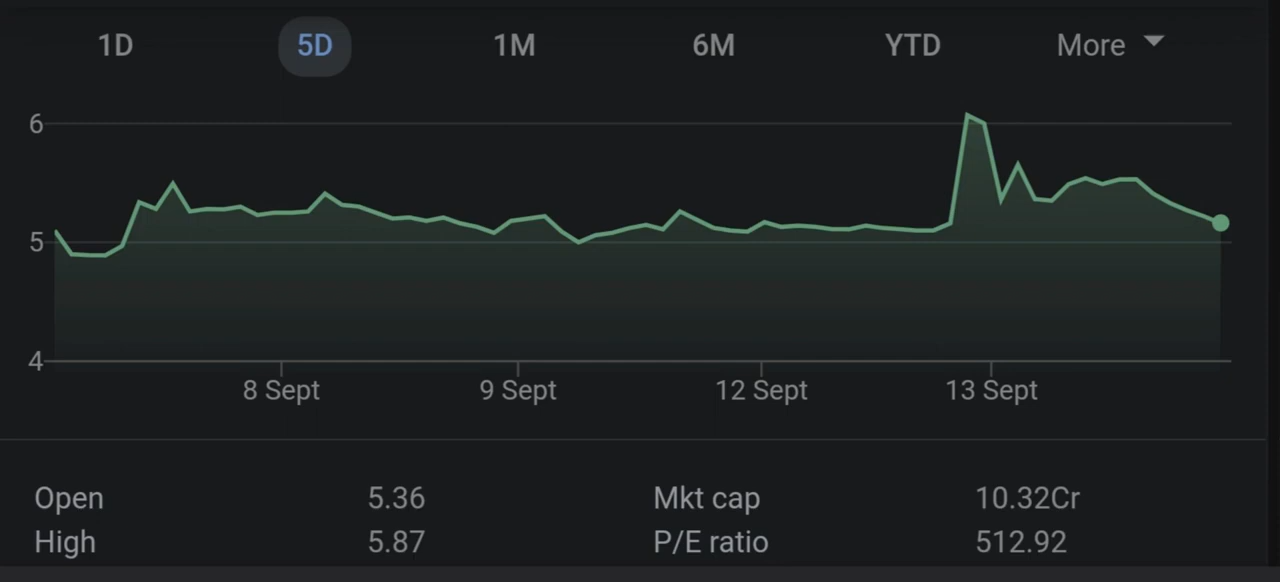 1D 5D 1M 6M YTD More
6
5
4
8 Sept 9 Sept 12 Sept 13 Sept
Open 5.36 Mkt cap 10.32Cr
High 5.87 P/E ratio 512.92